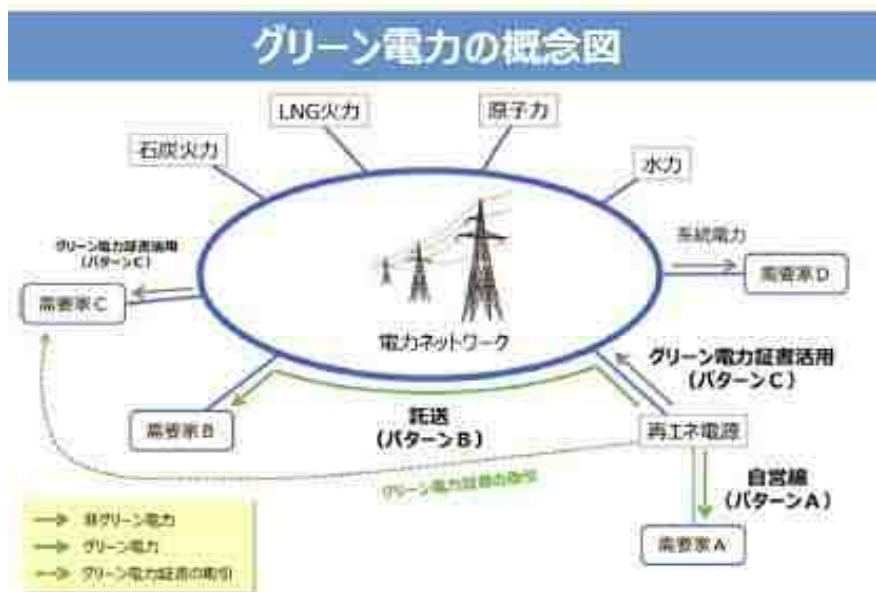 グリーン電力の概念図
LNG火力
原子力
石炭火力
水力
グリーン電力証書活用
(パターンC)
系統電力
需要家C
需要家D
電力ネットワーク
グリーン電力証書活用
(パターンC)
託送
(パターンB)
需要家B
再エネ電源
グリーン電力証書の取引
自営線
(パターンA)
需要家A
非グリーン電力
グリーン電力
グリーン電力証書の取引